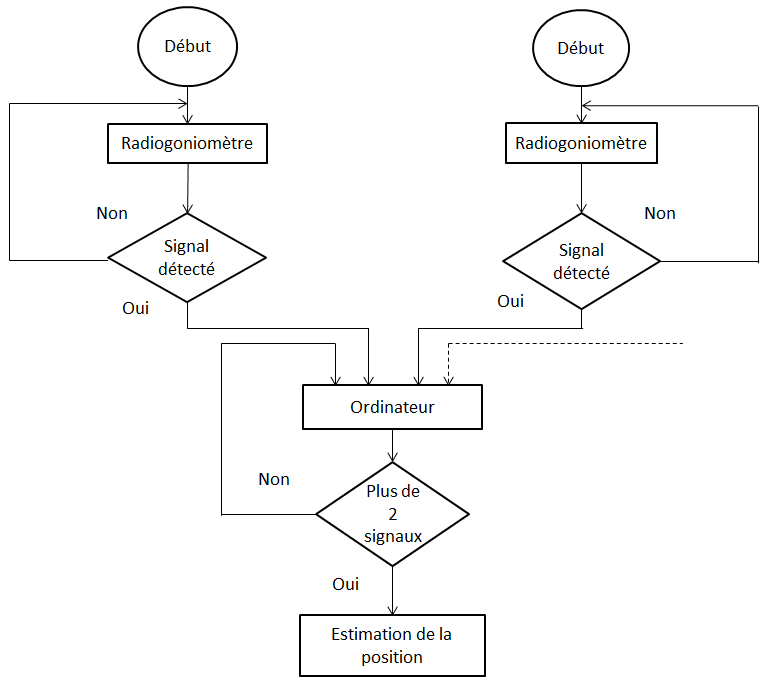 Début
Début
Radiogoniomètre
Radiogoniomètre
Non
Non
Signal
détecté
Signal
détecté
Oui
Oui
Ordinateur
Non
Plus de
2
signaux
Oui
Estimation de la
position